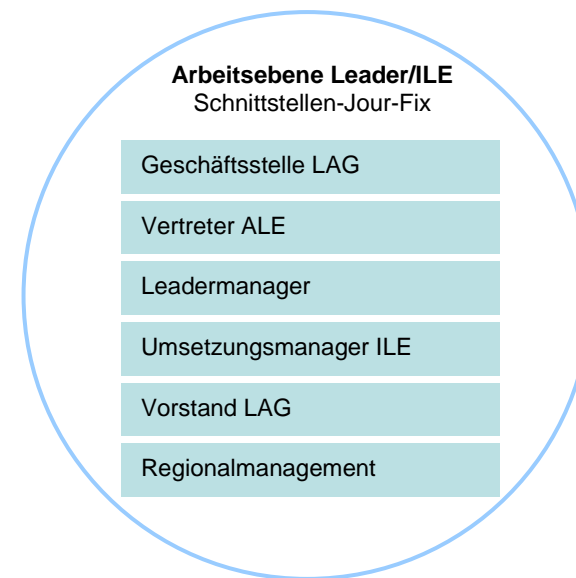 Arbeitsebene Leader/ILE
Schnittstellen-Jour-Fix
Geschäftsstelle LAG
Vertreter ALE
Leadermanager
Umsetzungsmanager ILE
Vorstand LAG
Regionalmanagement